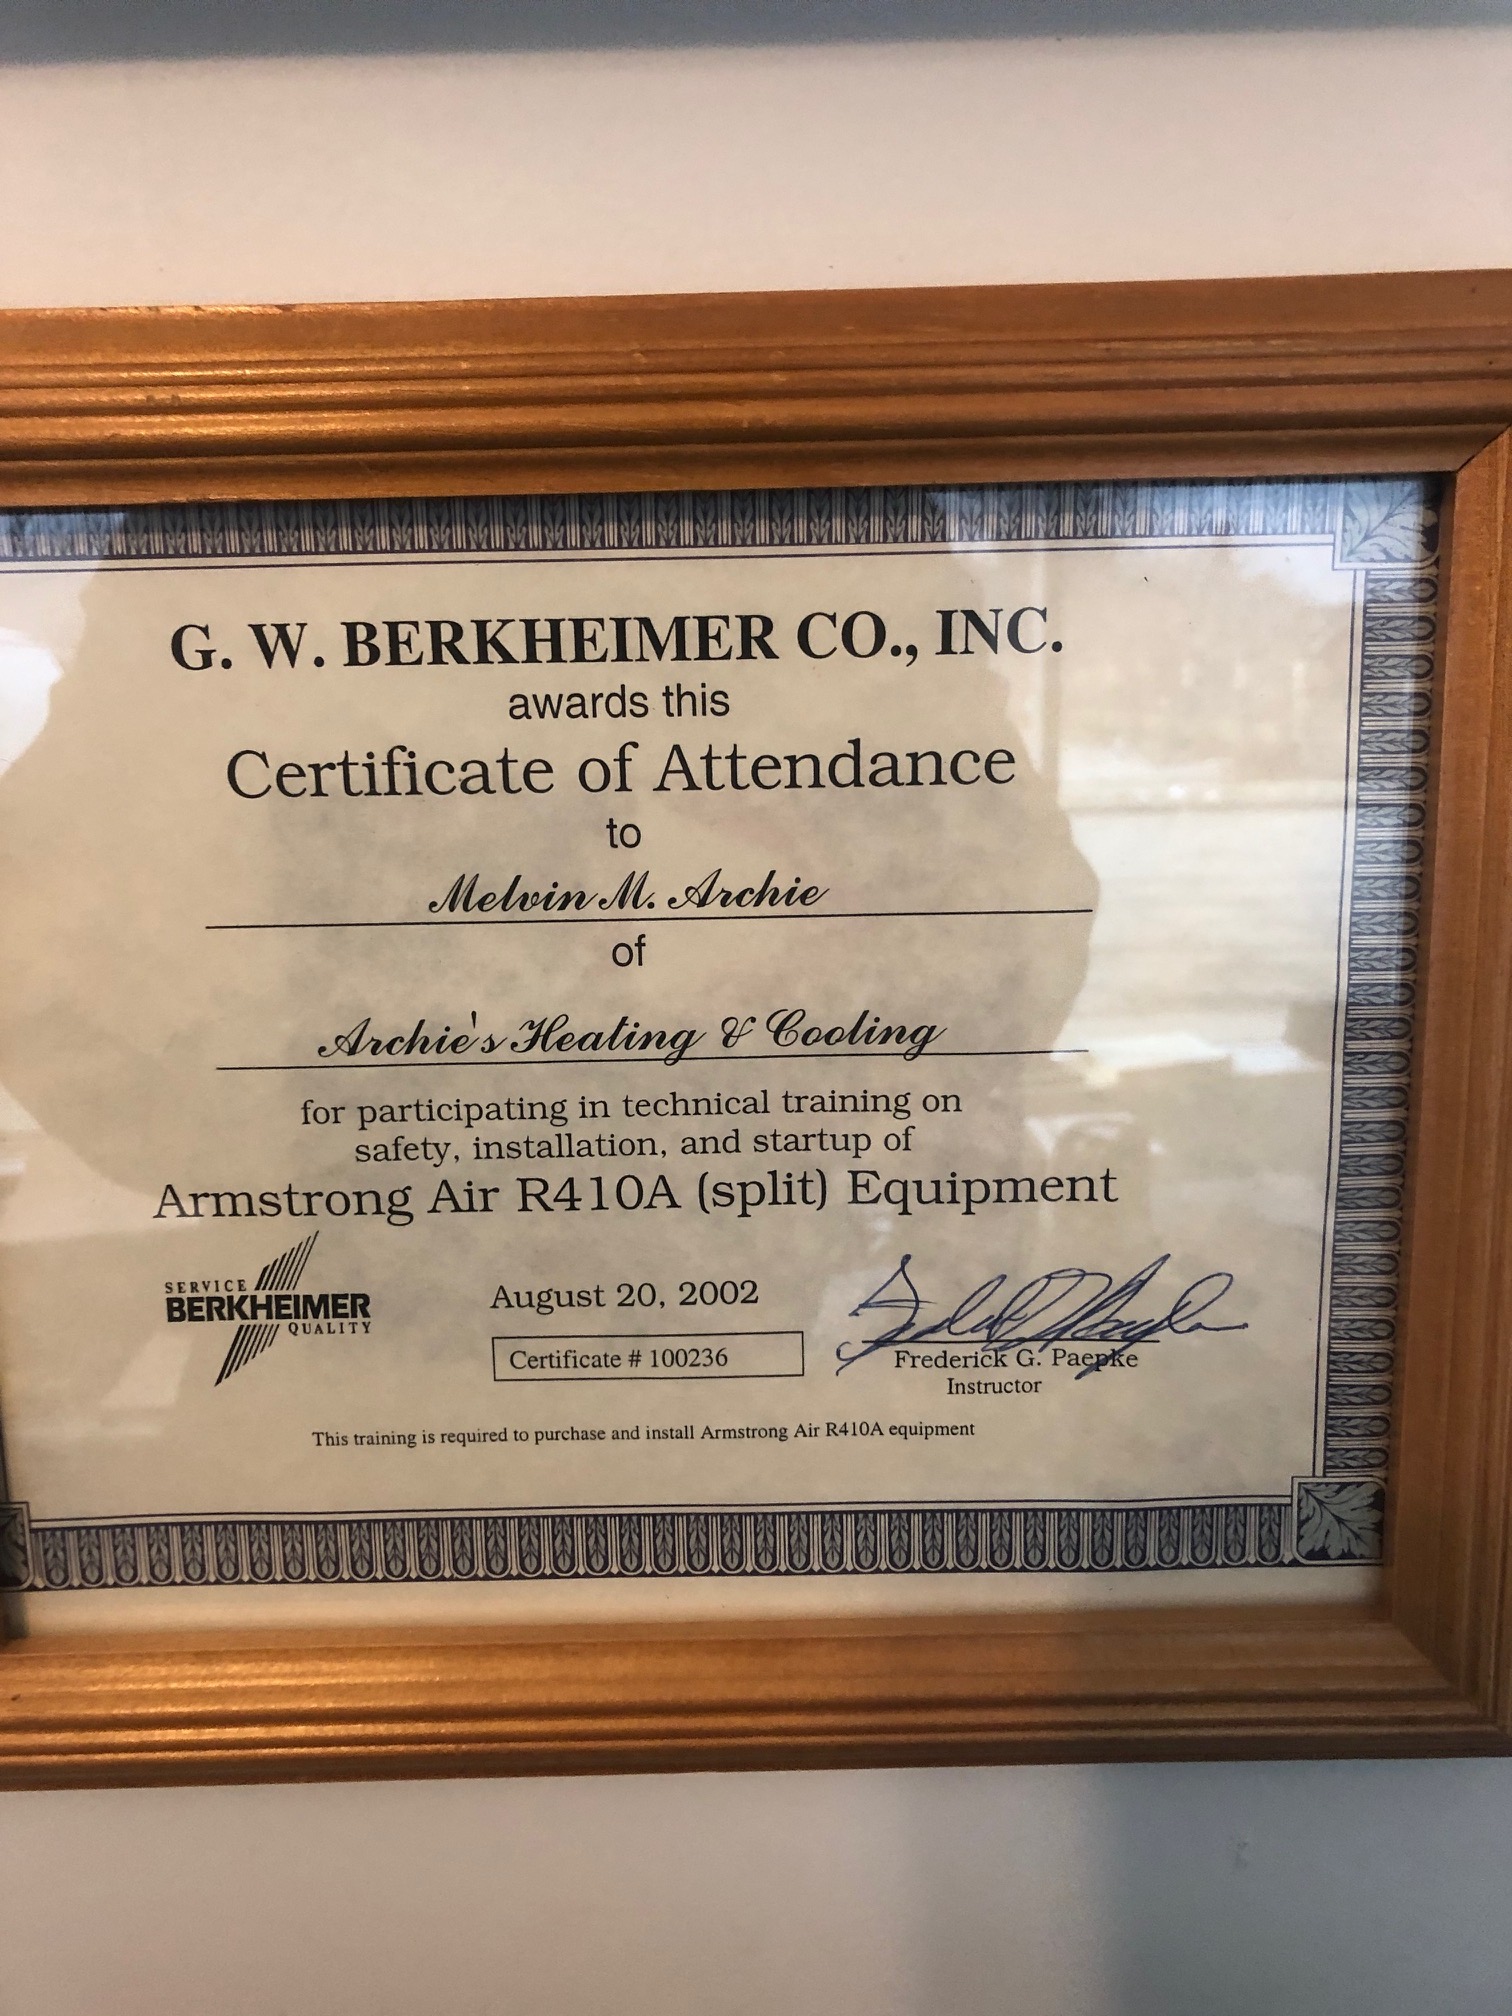 G. W. BERKHEIMER CO., INC.
awards this
Certificate of Attendance
to
Melvin M. Archie
of
Archie's Heating & Cooling
for participating in technical training on
safety, installation, and startup of
Armstrong Air R410A (split) Equipment
SERVICE
BERKHEIMER
QUALITY
August 20, 2002
Certificate # 100236
Frederick G. Paepke
Instructor
This training is required to purchase and install Armstrong Air R410A equipment